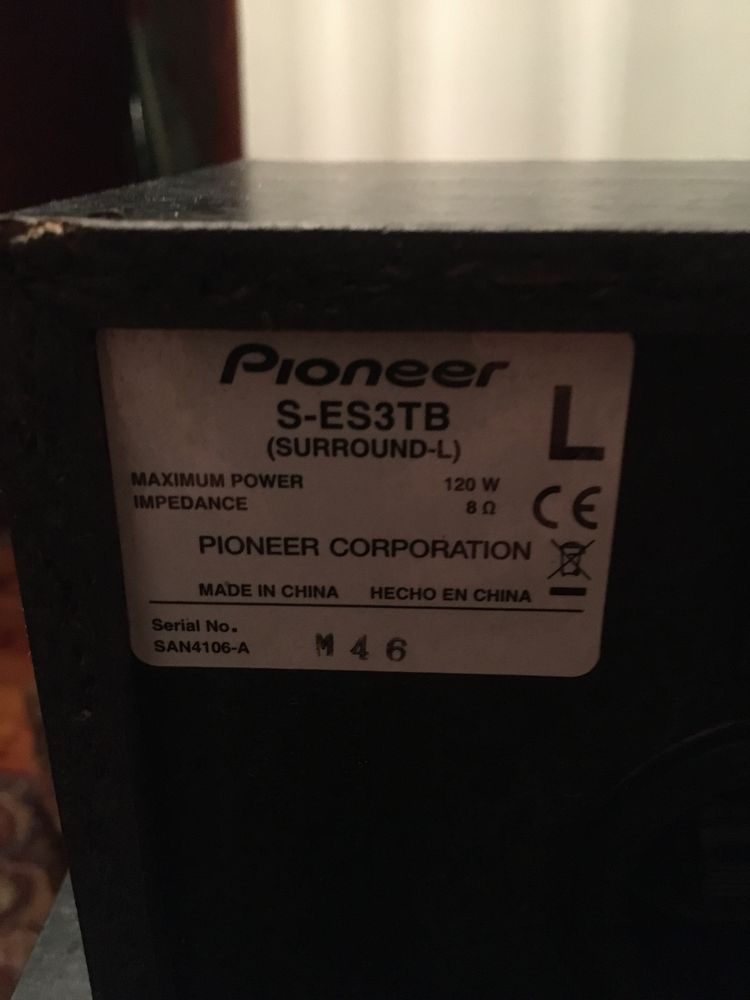 Pioneer
S-ES3TB
(SURROUND-L)
L
MAXIMUM POWER 120 W
IMPEDANCE 8 Ω
CE
PIONEER CORPORATION
MADE IN CHINA HECHO EN CHINA
Serial No.
SAN4106-A M46